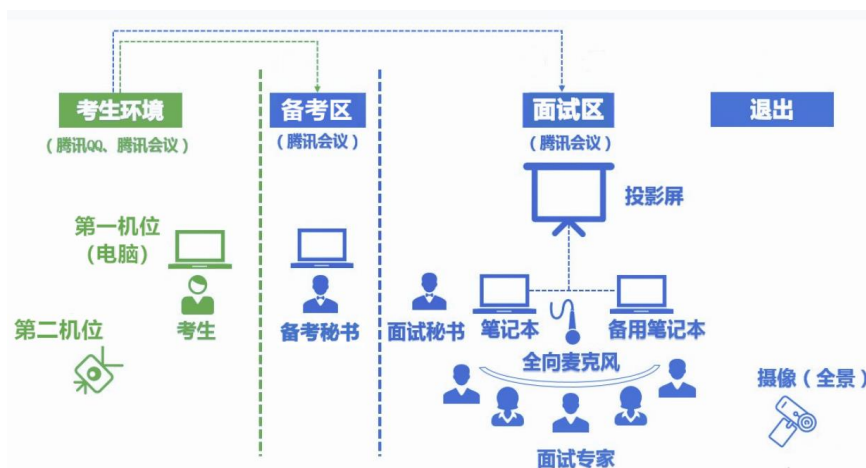 考生环境
备考区
面试区
退出
（腾讯QQ、腾讯会议）
（腾讯会议）
（腾讯会议）
投影屏
第一机位
（电脑）
第二机位
考生
备考秘书
面试秘书
笔记本
备用笔记本
全向麦克风
摄像（全景）
面试专家